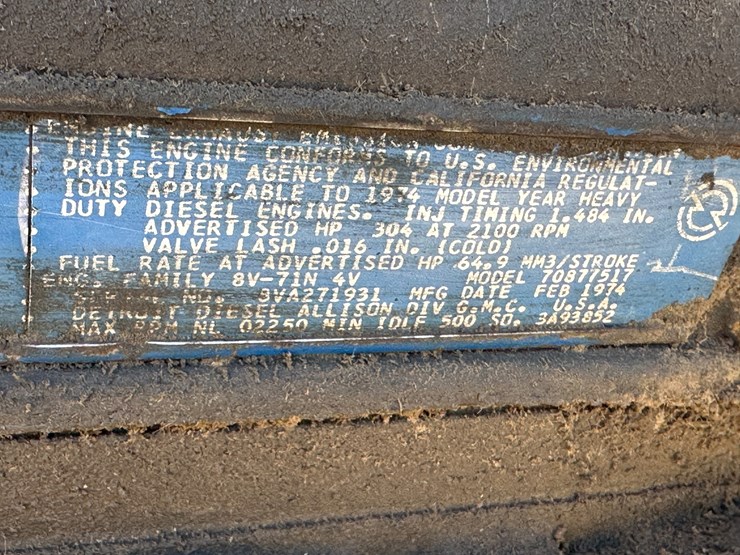 THIS ENGINE CONFORMS TO U.S. ENVIRONMENTAL
PROTECTION AGENCY AND CALIFORNIA REGULAT-
IONS APPLICABLE TO 1974 MODEL YEAR HEAVY
DUTY DIESEL ENGINES. INJ TIMING 1.484 IN.
ADVERTISED HP 304 AT 2100 RPM
VALVE LASH .016 IN. (COLD)
FUEL RATE AT ADVERTISED HP 64.9 MM3/STROKE
ENG. FAMILY 8V-71N 4V MODEL 70877517
SERIAL NO. 8VA271931 MFG DATE FEB 1974
DETROIT DIESEL ALLISON DIV G.M.C. U.S.A.
MAX RPM NL 02250 MIN IDLE 500 SO. 3A93852